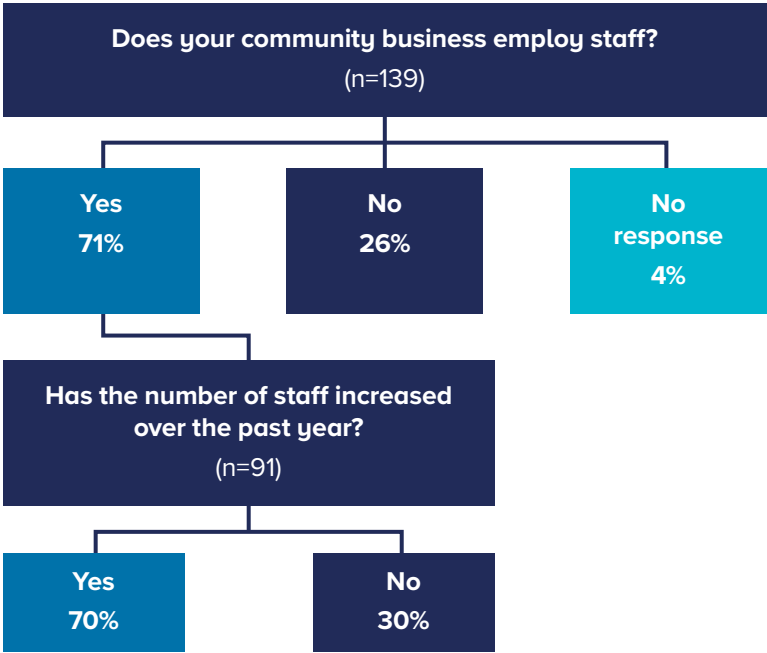 Does your community business employ staff?
(n=139)
Yes
71%
No
26%
No
response
4%
Has the number of staff increased
over the past year?
(n=91)
Yes
70%
No
30%